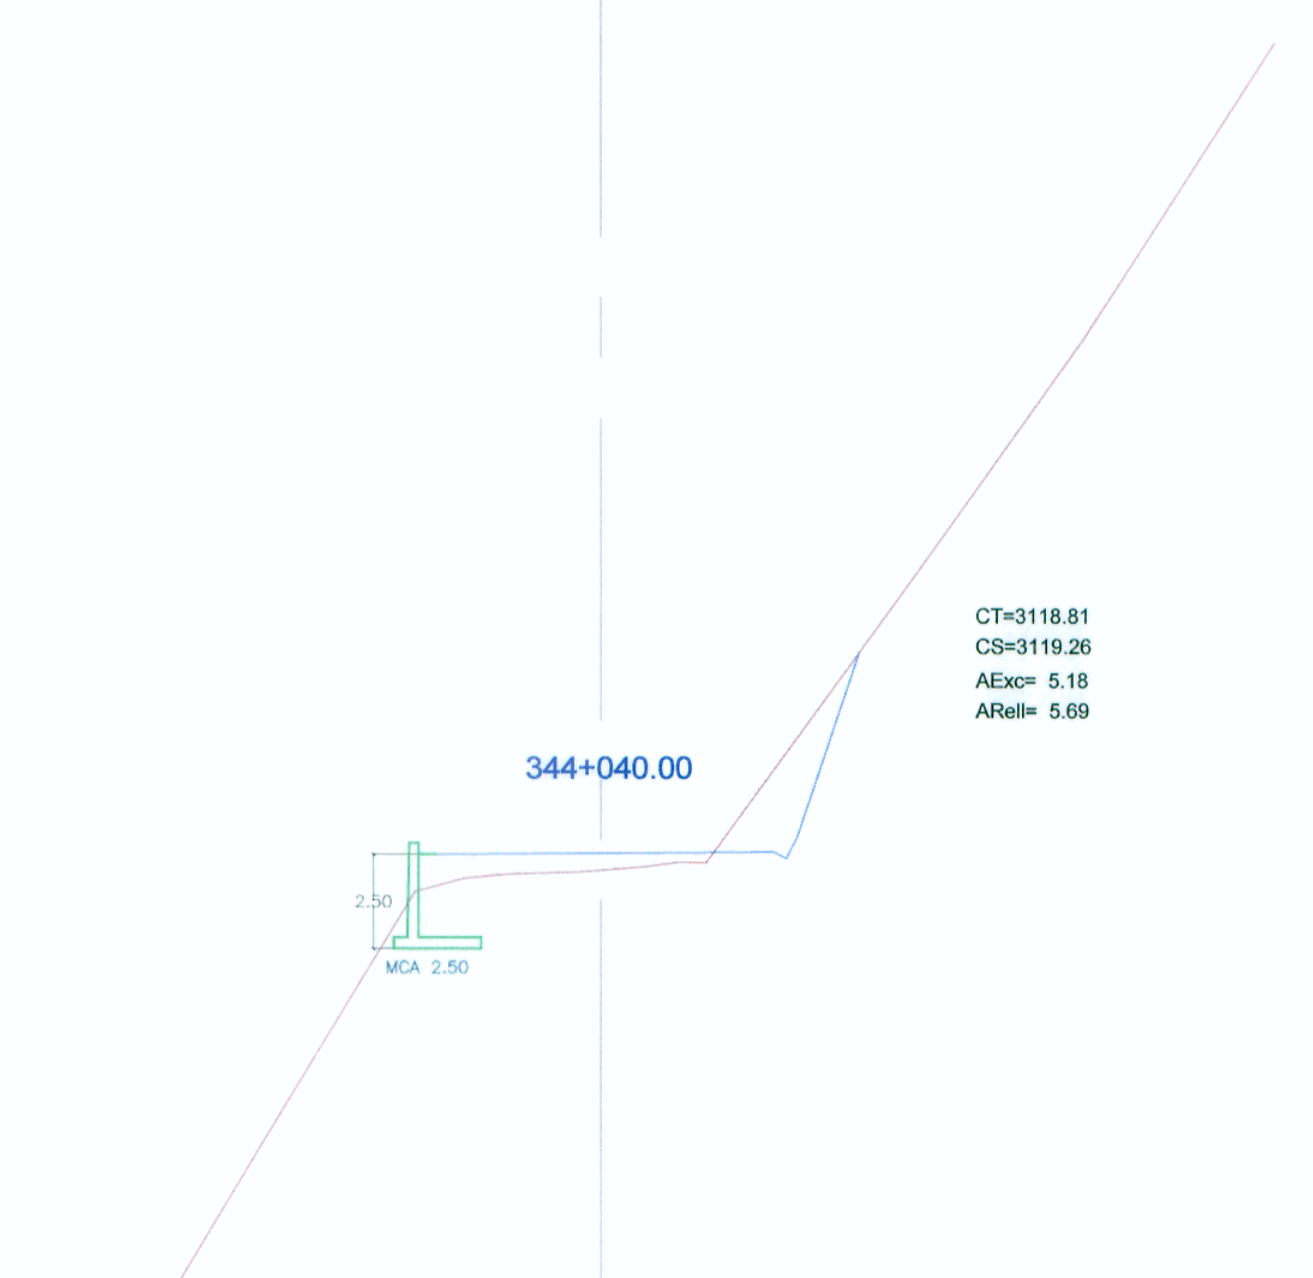 CT=3118.81
CS=3119.26
AExc= 5.18
ARell= 5.69
344+040.00
2.50
MCA 2.50